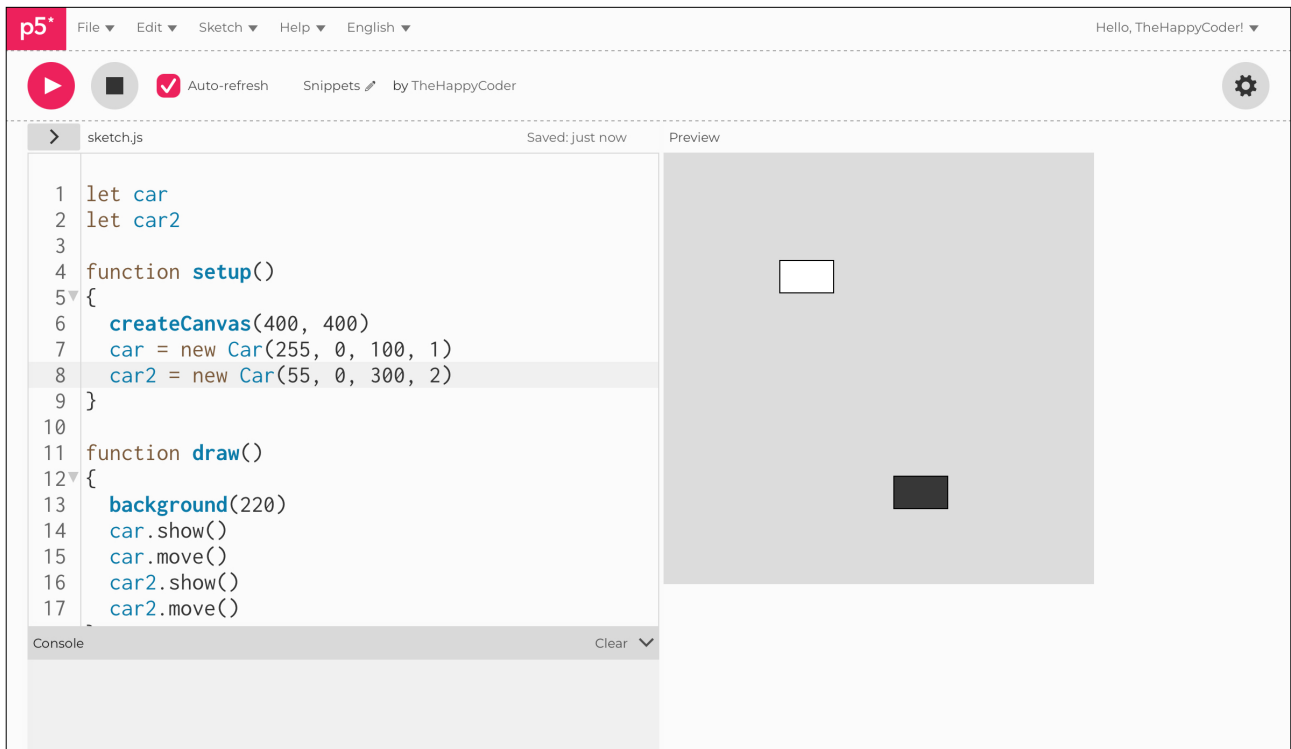 p5* File Edit Sketch Help English Hello, TheHappyCoder!
Auto-refresh Snippets by TheHappyCoder
sketch.js Saved: just now Preview
1 let car
2 let car2
3
4 function setup()
5 {
6 createCanvas(400, 400)
7 car = new Car(255, 0, 100, 1)
8 car2 = new Car(55, 0, 300, 2)
9 }
10
11 function draw()
12 {
13 background(220)
14 car.show()
15 car.move()
16 car2.show()
17 car2.move()
Console Clear